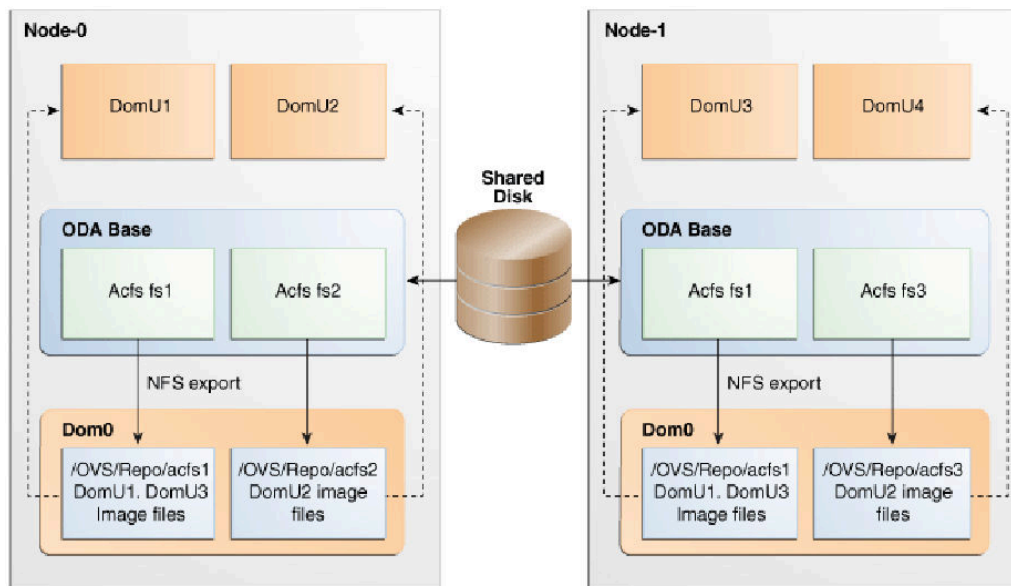 Node-0
DomU1
DomU2
ODA Base
Acfs fs1
Acfs fs2
NFS export
Dom0
/OVS/Repo/acfs1
DomU1. DomU3
Image files
/OVS/Repo/acfs2
DomU2 image
files
Shared
Disk
Node-1
DomU3
DomU4
ODA Base
Acfs fs1
Acfs fs3
NFS export
Dom0
/OVS/Repo/acfs1
DomU1. DomU3
Image files
/OVS/Repo/acfs3
DomU2 image
files